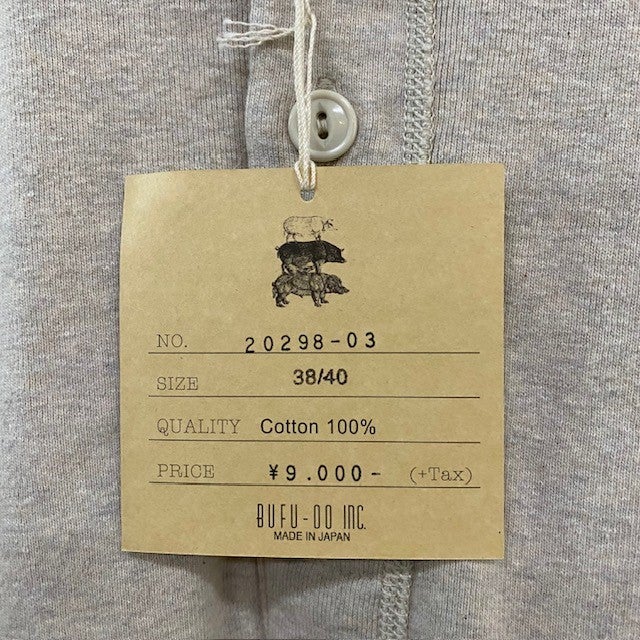 NO. 20298-03
SIZE 38/40
QUALITY Cotton 100%
PRICE ¥9.000- (+Tax)
BUFU-OO INC.
MADE IN JAPAN